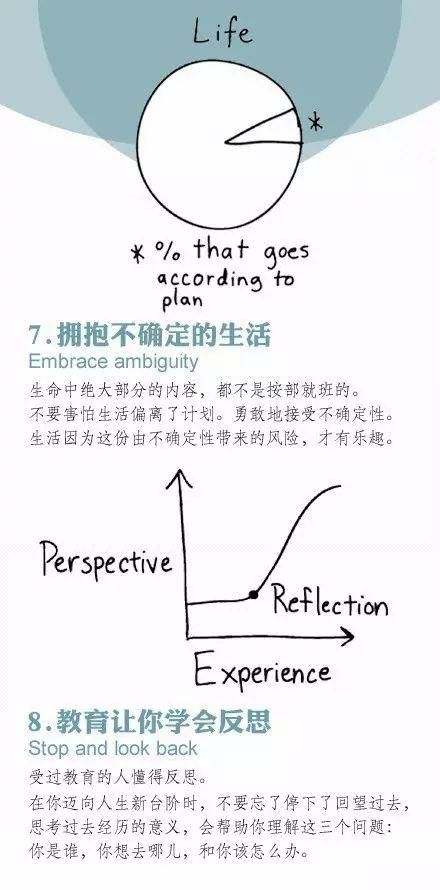 Life
*
* % that goes
according to
plan
7.拥抱不确定的生活
Embrace ambiguity
生命中绝大部分的内容，都不是按部就班的。
不要害怕生活偏离了计划。勇敢地接受不确定性。
生活因为这份由不确定性带来的风险，才有乐趣。
Perspective
Reflection
Experience
8.教育让你学会反思
Stop and look back
受过教育的人懂得反思。
在你迈向人生新台阶时，不要忘了停下了回望过去，
思考过去经历的意义，会帮助你理解这三个问题：
你是谁，你想去哪儿，和你该怎么办。